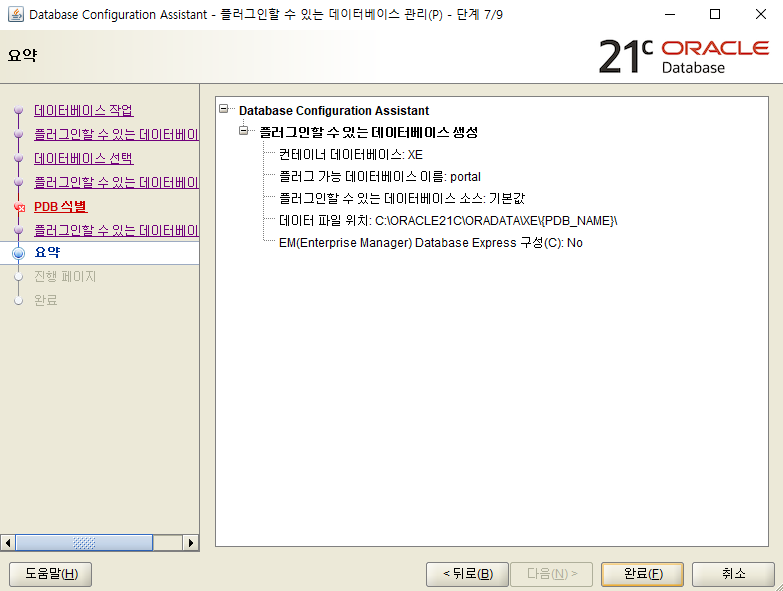 Database Configuration Assistant - 플러그인할 수 있는 데이터베이스 관리(P) - 단계 7/9
요약
21c ORACLE
Database
데이터베이스 작업
플러그인할 수 있는 데이터베이
데이터베이스 선택
플러그인할 수 있는 데이터베이
PDB 식별
플러그인할 수 있는 데이터베이
요약
진행 페이지
완료
Database Configuration Assistant
플러그인할 수 있는 데이터베이스 생성
컨테이너 데이터베이스: XE
플러그 가능 데이터베이스 이름: portal
플러그인할 수 있는 데이터베이스 소스: 기본값
데이터 파일 위치: C:\ORACLE21C\ORADATA\XE\{PDB_NAME}\
EM(Enterprise Manager) Database Express 구성(C): No
도움말(H)
< 뒤로(B)
다음(N) >
완료(F)
취소